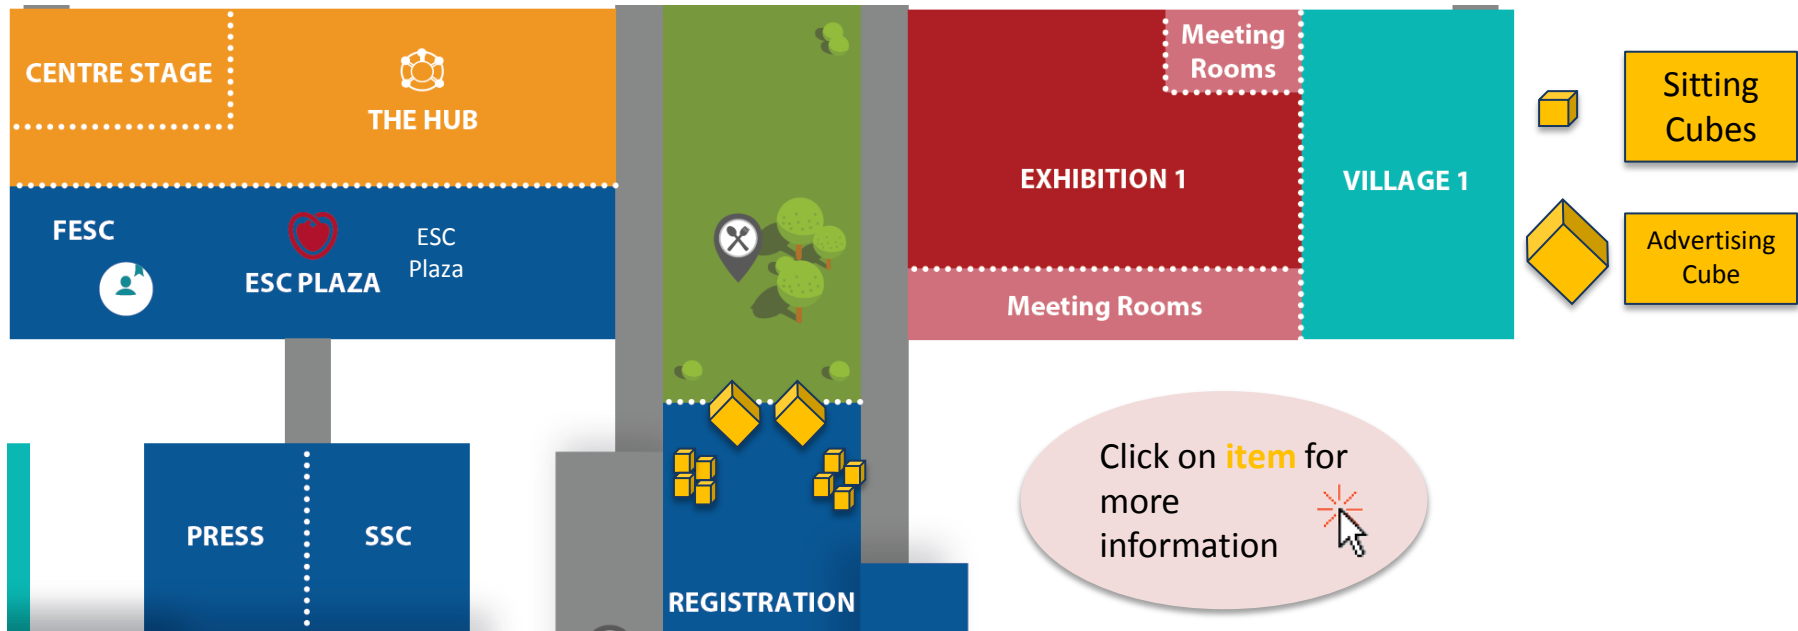 CENTRE STAGE
THE HUB
FESC
ESC PLAZA
ESC
Plaza
PRESS
SSC
REGISTRATION
Meeting
Rooms
EXHIBITION 1
VILLAGE 1
Meeting Rooms
Sitting
Cubes
Advertising
Cube
Click on item for
more
information